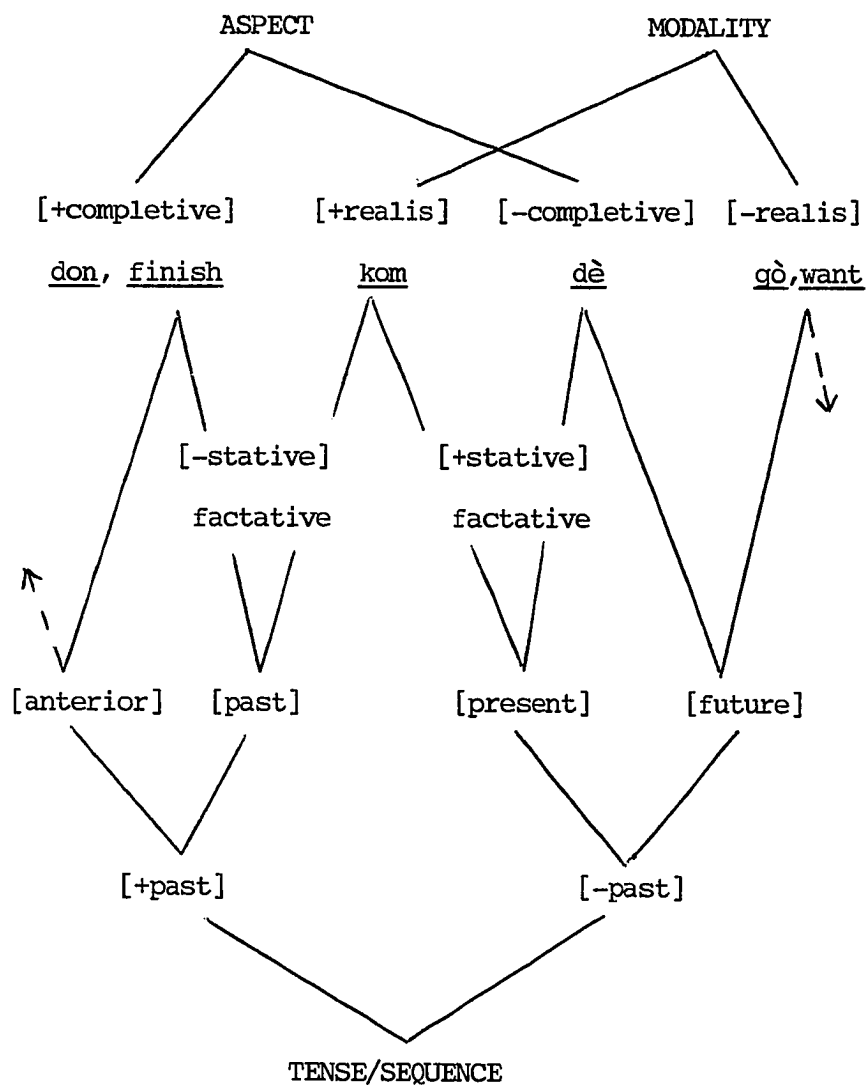 ASPECT MODALITY
[+completive] [+realis] [-completive] [-realis]
don, finish kom dè gò,want
[-stative] [+stative]
factative factative
[anterior] [past] [present] [future]
[+past] [-past]
TENSE/SEQUENCE